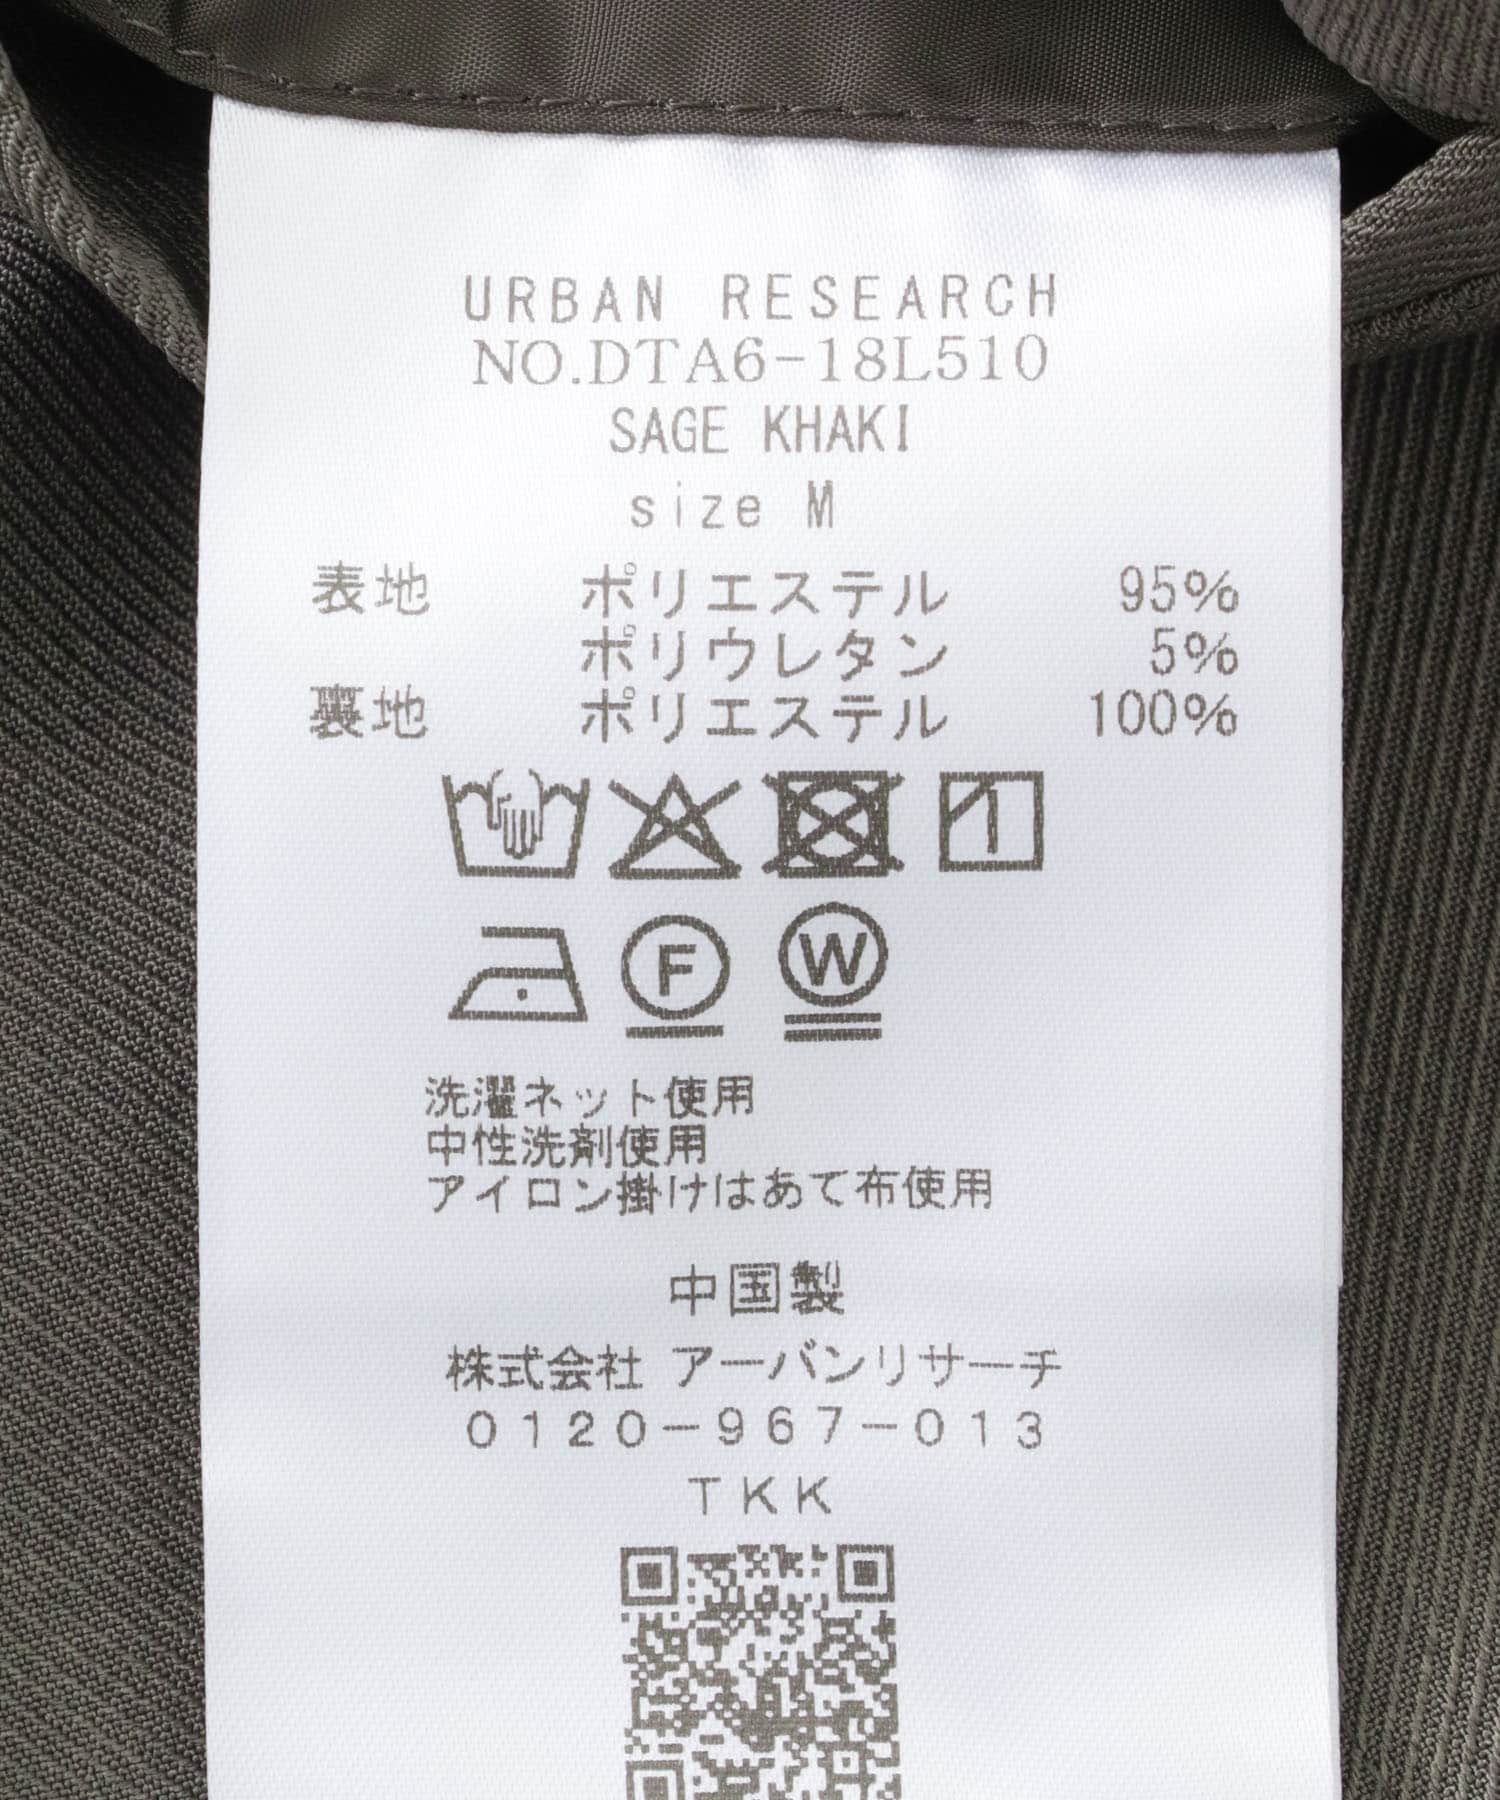 URBAN RESEARCH
NO.DTA6-18L510
SAGE KHAKI
size M
表地 ポリエステル 95%
ポリウレタン 5%
裏地 ポリエステル 100%
F W
洗濯ネット使用
中性洗剤使用
アイロン掛けはあて布使用
中国製
株式会社 アーバンリサーチ
0120-967-013
TKK